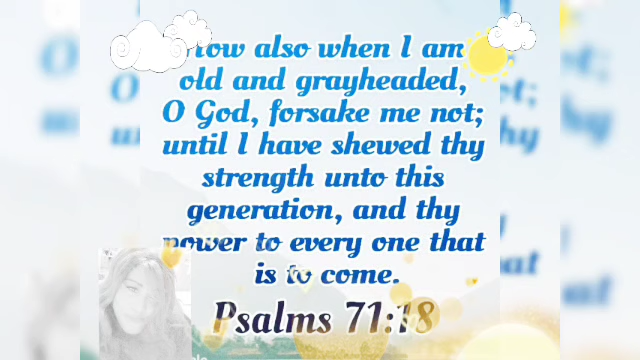 Now also when I am
old and grayheaded,
O God, forsake me not;
until I have shewed thy
strength unto this
generation, and thy
power to every one that
is to come.
Psalms 71:18